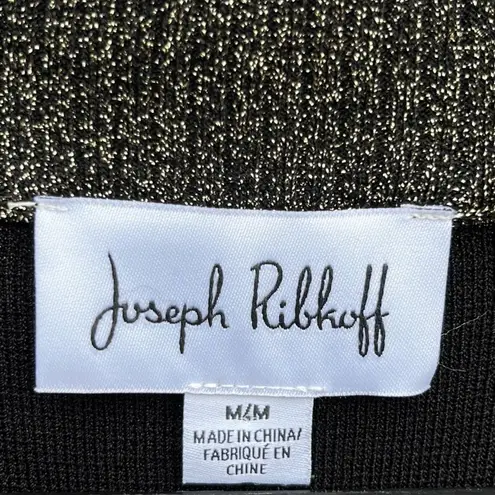 Joseph Ribkoff
M/M
MADE IN CHINA/
FABRIQUÉ EN
CHINE